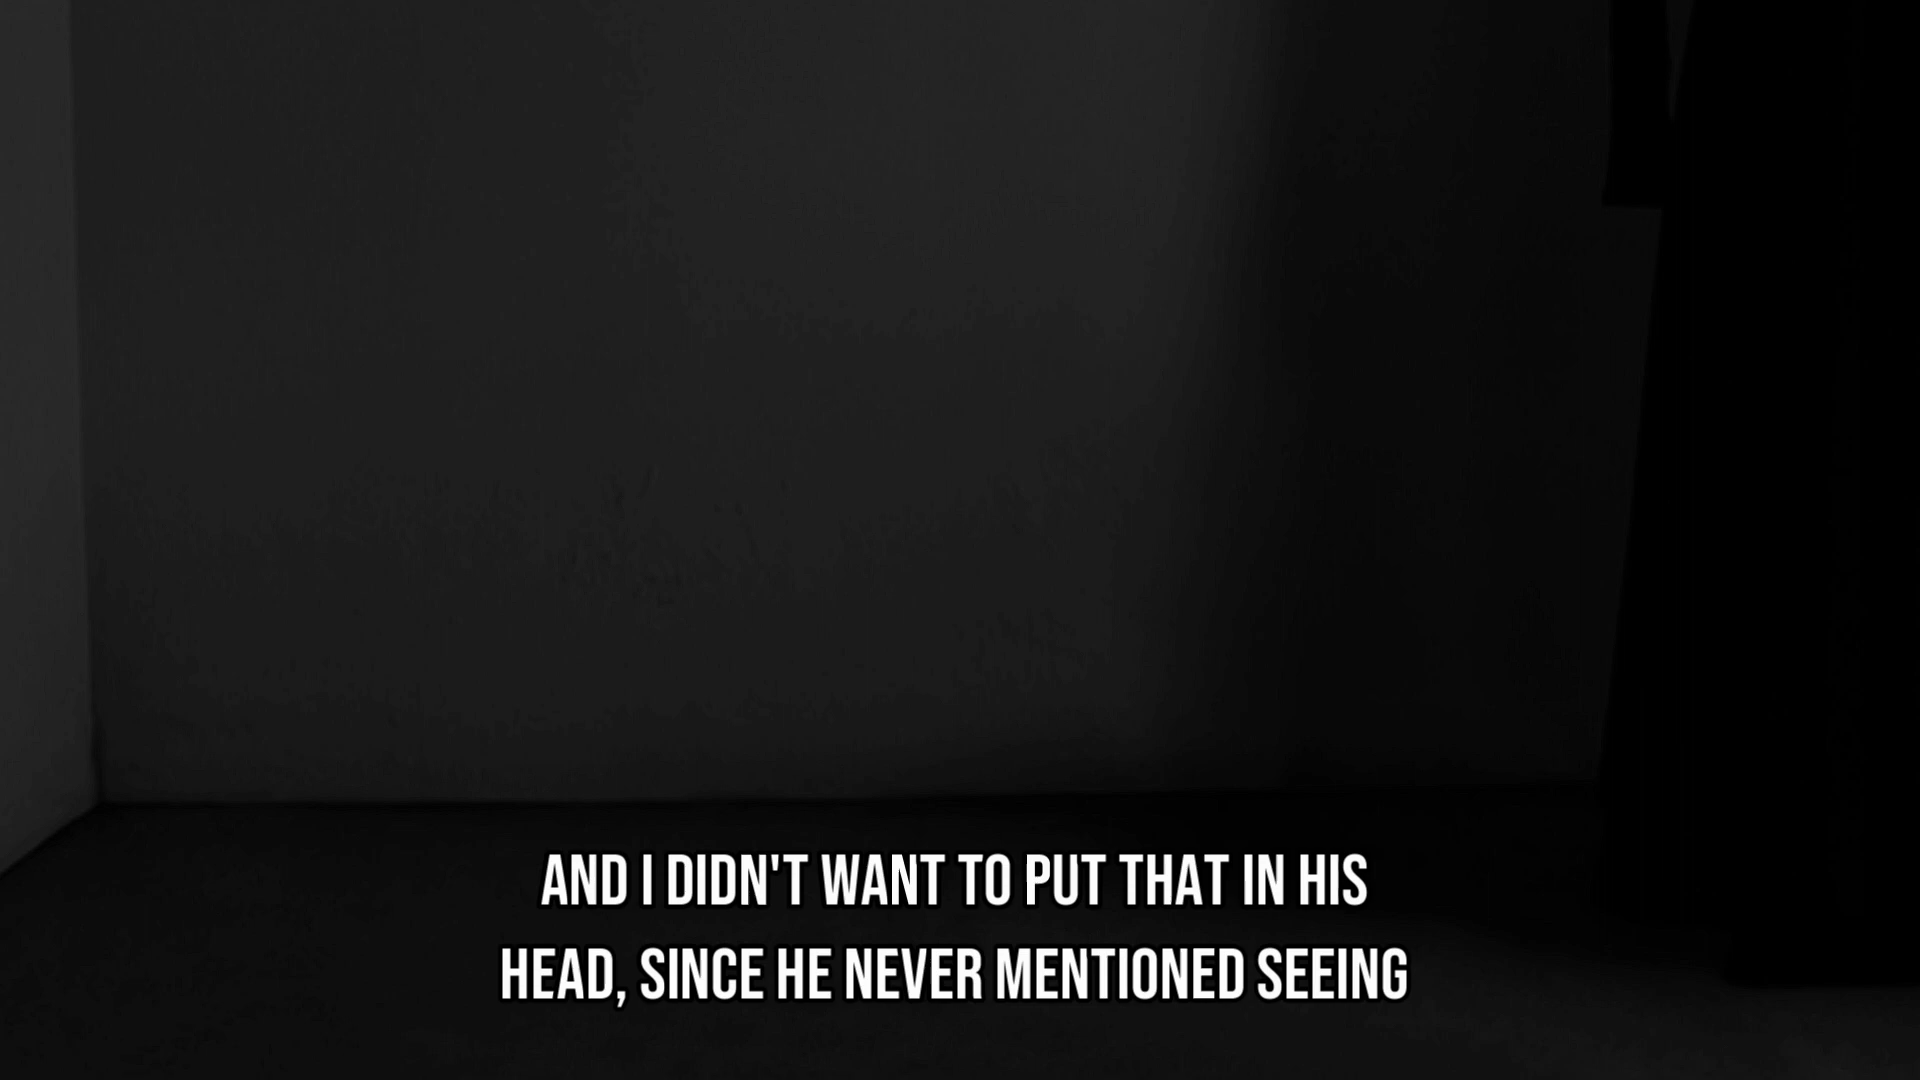 AND I DIDN'T WANT TO PUT THAT IN HIS
HEAD, SINCE HE NEVER MENTIONED SEEING